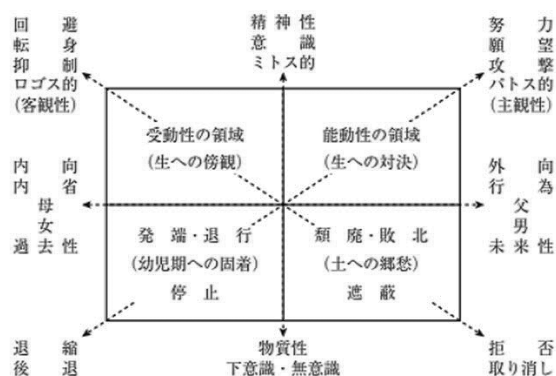 精神性
意識
ミトス的
回避
転身
抑制
ロゴス的
(客観性)
努力
願望
攻撃
パトス的
(主観性)
受動性の領域
(生への傍観)
能動性の領域
(生への対決)
内向
内省
母
女
過去性
外向
行為
父
男
未来性
発端・退行
(幼児期への固着)
停止
頽廃・敗北
(土への郷愁)
遮蔽
退縮
後退
物質性
下意識・無意識
拒否
取り消し